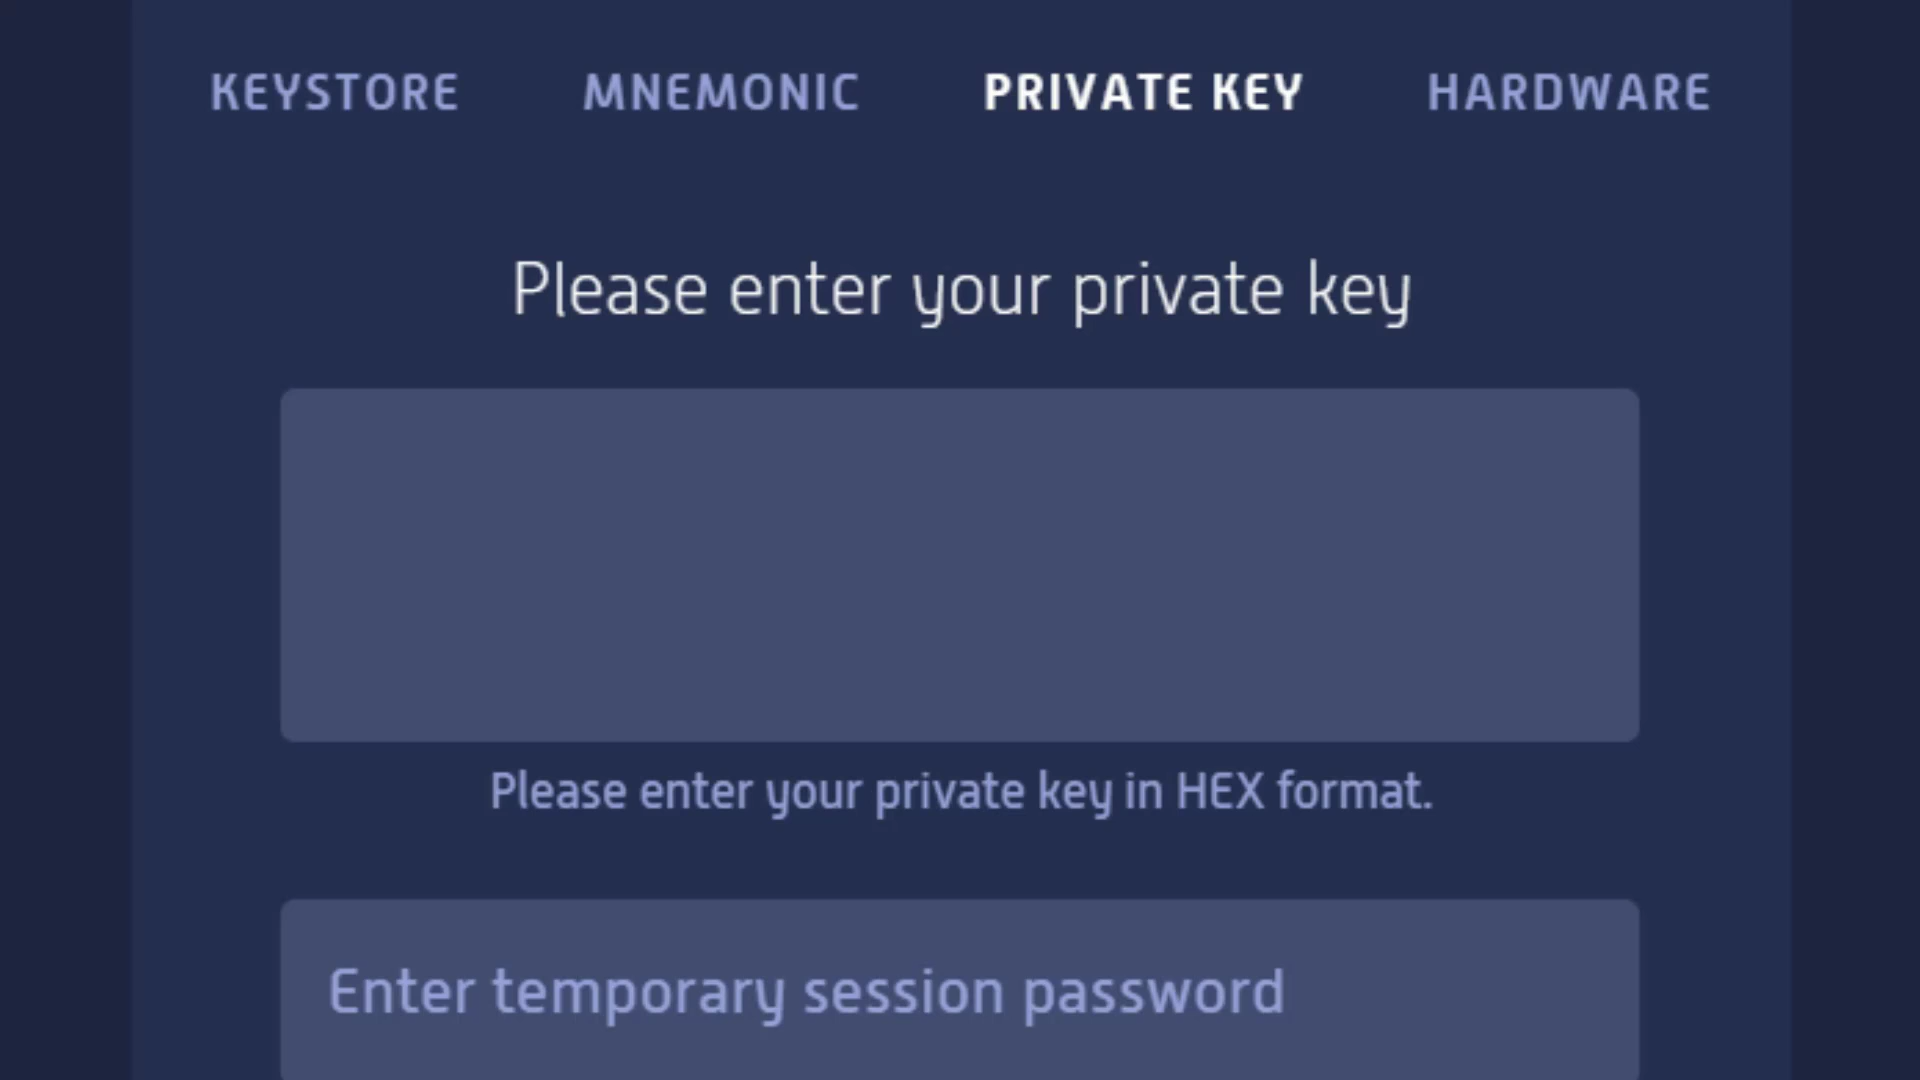 KEYSTORE MNEMONIC PRIVATE KEY HARDWARE
Please enter your private key
Please enter your private key in HEX format.
Enter temporary session password